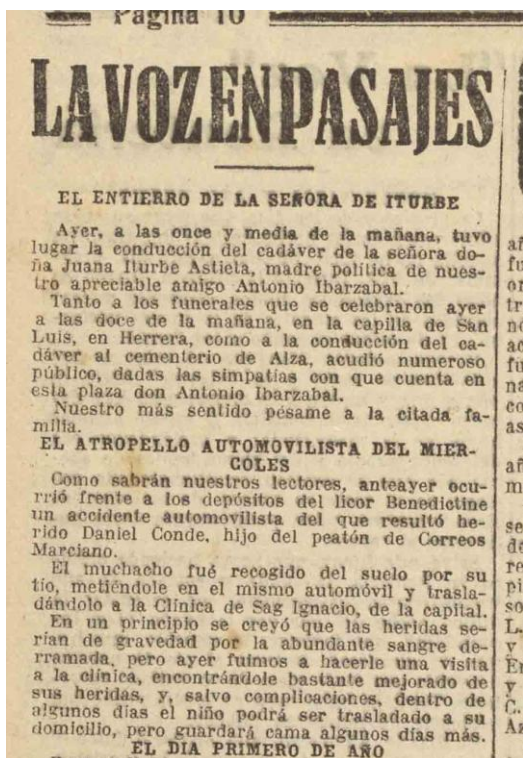 Página 10
LA VOZ EN PASAJES
EL ENTIERRO DE LA SEÑORA DE ITURBE
Ayer, a las once y media de la mañana, tuvo
lugar la conducción del cadáver de la señora do-
ña Juana Iturbe Astieta, madre política de nues-
tro apreciable amigo Antonio Ibarzabal.
Tanto a los funerales que se celebraron ayer
a las doce de la mañana, en la capilla de San
Luis, en Herrera, como a la conducción del ca-
dáver al cementerio de Alza, acudió numeroso
público, dadas las simpatías con que cuenta en
esta plaza don Antonio Ibarzabal.
Nuestro más sentido pésame a la citada fa-
milia.
EL ATROPELLO AUTOMOVILISTA DEL MIER-
COLES
Como sabrán nuestros lectores, anteayer ocu-
rrió frente a los depósitos del licor Benedictine
un accidente automovilista del que resultó he-
rido Daniel Conde, hijo del peatón de Correos
Marciano.
El muchacho fué recogido del suelo por su
tío, metiéndole en el mismo automóvil y trasla-
dándolo a la Clínica de Sag Ignacio, de la capital.
En un principio se creyó que las heridas se-
rían de gravedad por la abundante sangre de-
rramada, pero ayer fuimos a hacerle una visita
a la clínica, encontrándole bastante mejorado de
sus heridas, y, salvo complicaciones, dentro de
algunos días el niño podrá ser trasladado a su
domicilio, pero guardará cama algunos días más.
EL DIA PRIMERO DE AÑO